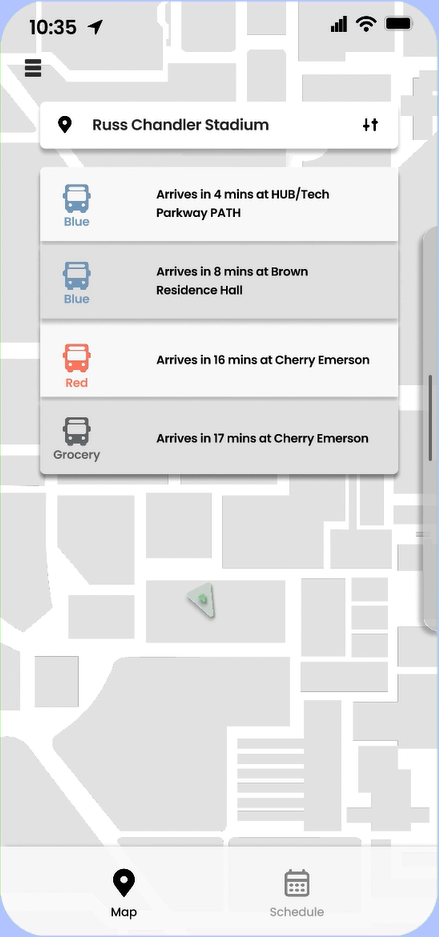 10:35
Russ Chandler Stadium
Arrives in 4 mins at HUB/Tech
Parkway PATH
Blue
Arrives in 8 mins at Brown
Residence Hall
Blue
Arrives in 16 mins at Cherry Emerson
Red
Arrives in 17 mins at Cherry Emerson
Grocery
Map
Schedule